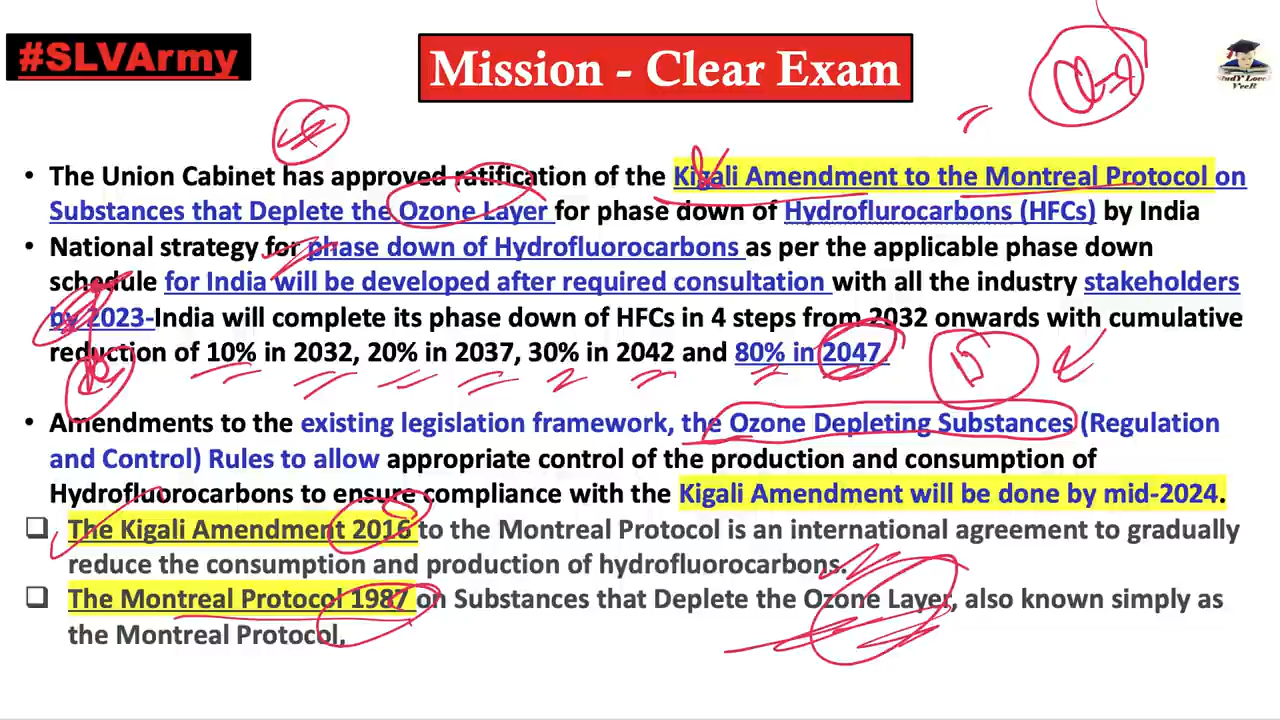 #SLVArmy
Mission - Clear Exam
StudY Lover
VeeR
• The Union Cabinet has approved ratification of the Kigali Amendment to the Montreal Protocol on
Substances that Deplete the Ozone Layer for phase down of Hydroflurocarbons (HFCs) by India
• National strategy for phase down of Hydrofluorocarbons as per the applicable phase down
schedule for India will be developed after required consultation with all the industry stakeholders
by 2023-India will complete its phase down of HFCs in 4 steps from 2032 onwards with cumulative
reduction of 10% in 2032, 20% in 2037, 30% in 2042 and 80% in 2047.
• Amendments to the existing legislation framework, the Ozone Depleting Substances (Regulation
and Control) Rules to allow appropriate control of the production and consumption of
Hydrofluorocarbons to ensure compliance with the Kigali Amendment will be done by mid-2024.
❑ The Kigali Amendment 2016 to the Montreal Protocol is an international agreement to gradually
reduce the consumption and production of hydrofluorocarbons.
❑ The Montreal Protocol 1987 on Substances that Deplete the Ozone Layer, also known simply as
the Montreal Protocol,